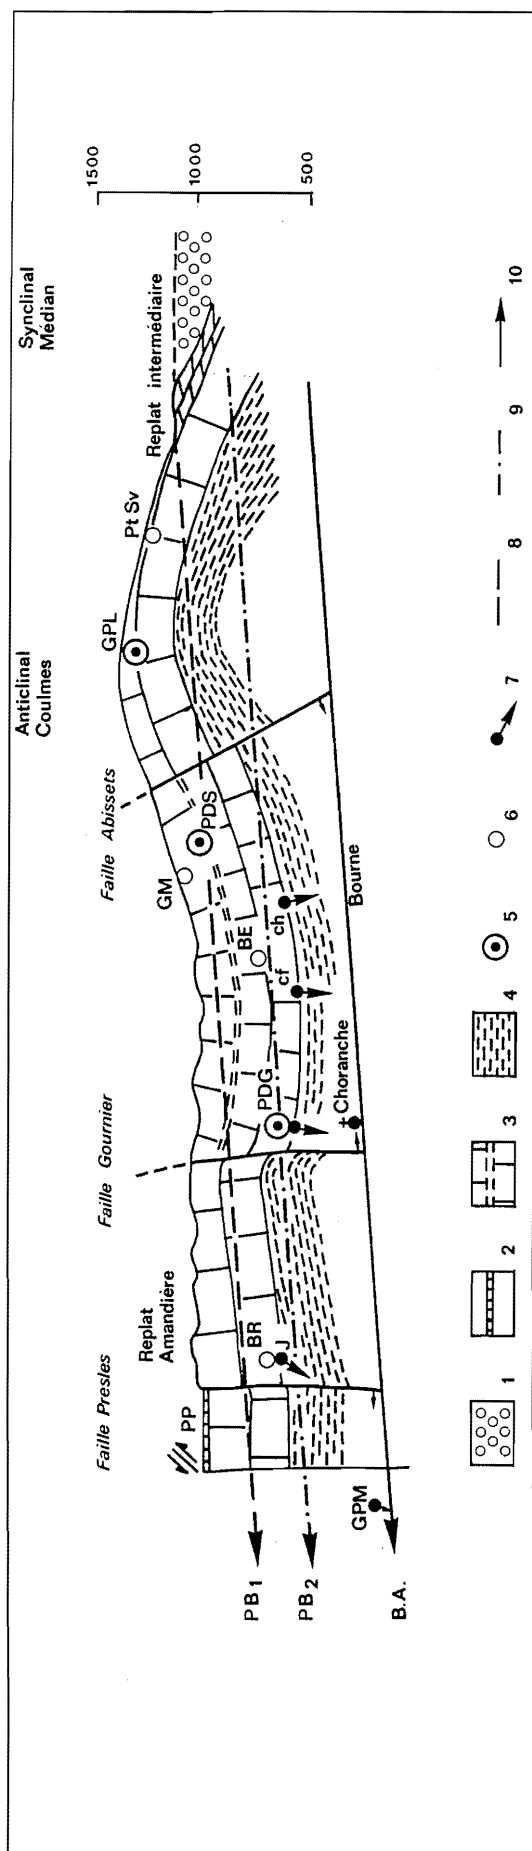 Synclinal
Médian
Anticlinal
Coulmes
Faille Abissets
Faille Gournier
Faille Presles
Replat intermédiaire
Replat
Amandière
1500
1000
500
Pt Sv
GPL
PDS
GM
BE
ch
cf
PDG
Choranche
Bourne
BR
J
PP
GPM
PB1
PB2
B.A.
1 2 3 4 5 6 7 8 9 10